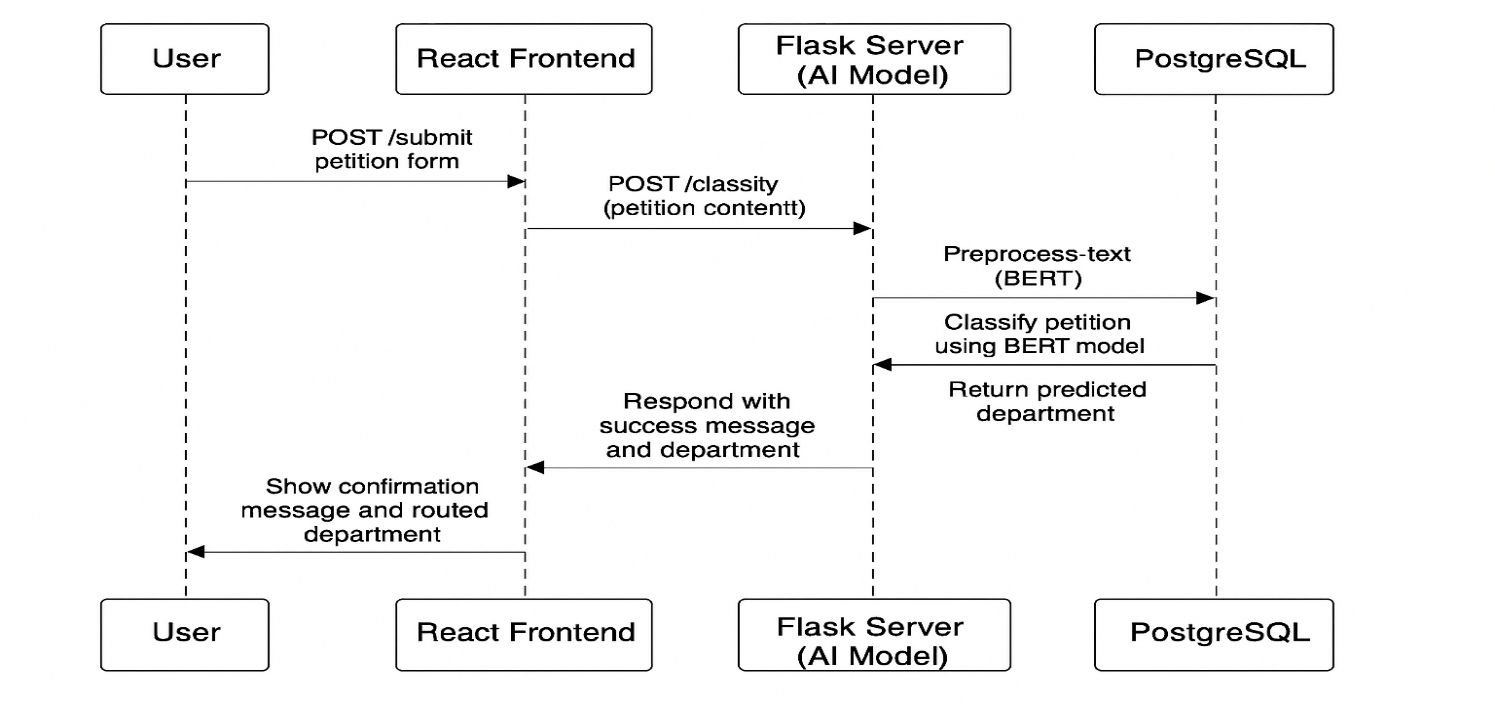 User
React Frontend
Flask Server
(AI Model)
PostgreSQL
POST /submit
petition form
POST /classity
(petition contentt)
Preprocess-text
(BERT)
Classify petition
using BERT model
Return predicted
department
Respond with
success message
and department
Show confirmation
message and routed
department
User
React Frontend
Flask Server
(AI Model)
PostgreSQL